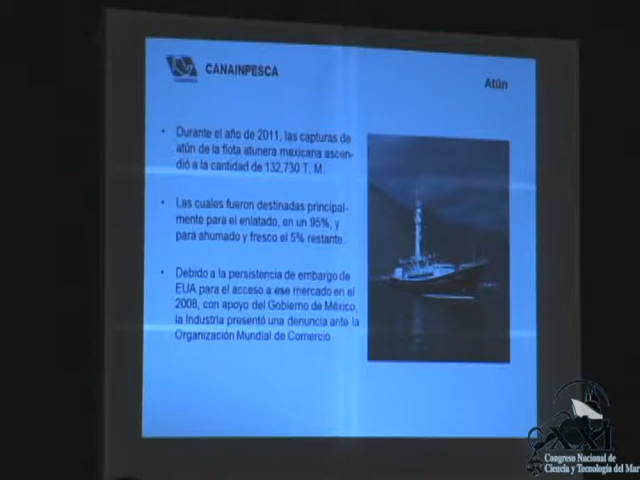 CANAINPESCA
Atún
• Durante el año de 2011, las capturas de
atún de la flota atunera mexicana ascen-
dió a la cantidad de 132,730 T. M.
• Las cuales fueron destinadas principal-
mente para el enlatado, en un 95%, y
para ahumado y fresco el 5% restante.
• Debido a la persistencia de embargo de
EUA para el acceso a ese mercado en el
2008, con apoyo del Gobierno de México,
la Industria presentó una denuncia ante la
Organización Mundial de Comercio
XXI
Congreso Nacional de
Ciencia y Tecnología del Mar